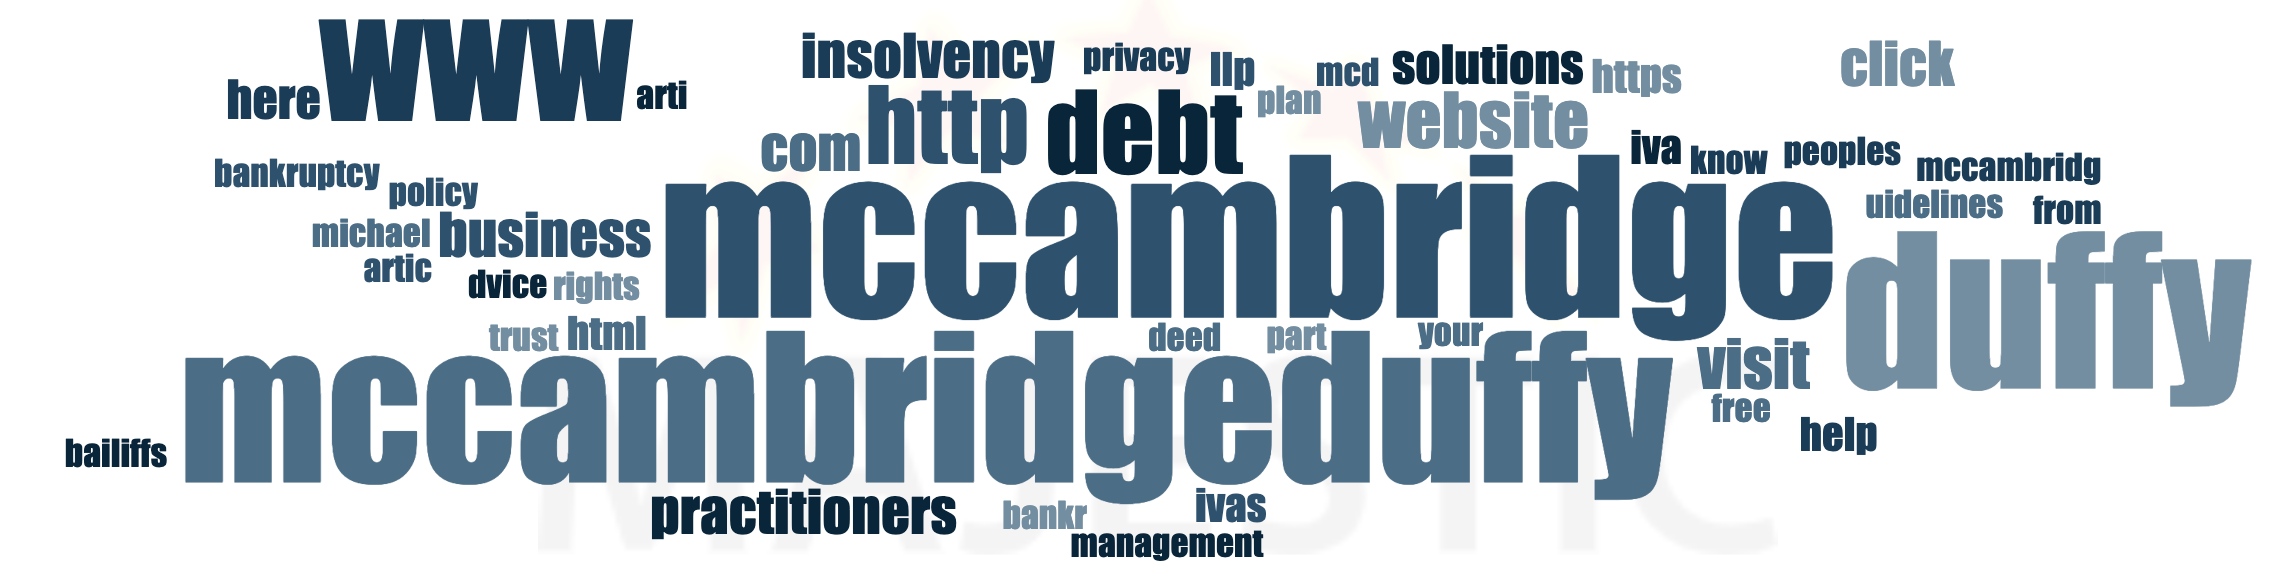 www
here
arti
insolvency
privacy
llp
mcd
solutions
https
click
plan
http
debt
website
com
iva
know
peoples
mccambridg
bankruptcy
policy
uidelines
from
michael
business
mccambridge
duffy
artic
dvice
rights
trust
html
deed
part
your
visit
mccambridgeduffy
free
help
bailiffs
practitioners
bankr
ivas
management
MAJESTIC